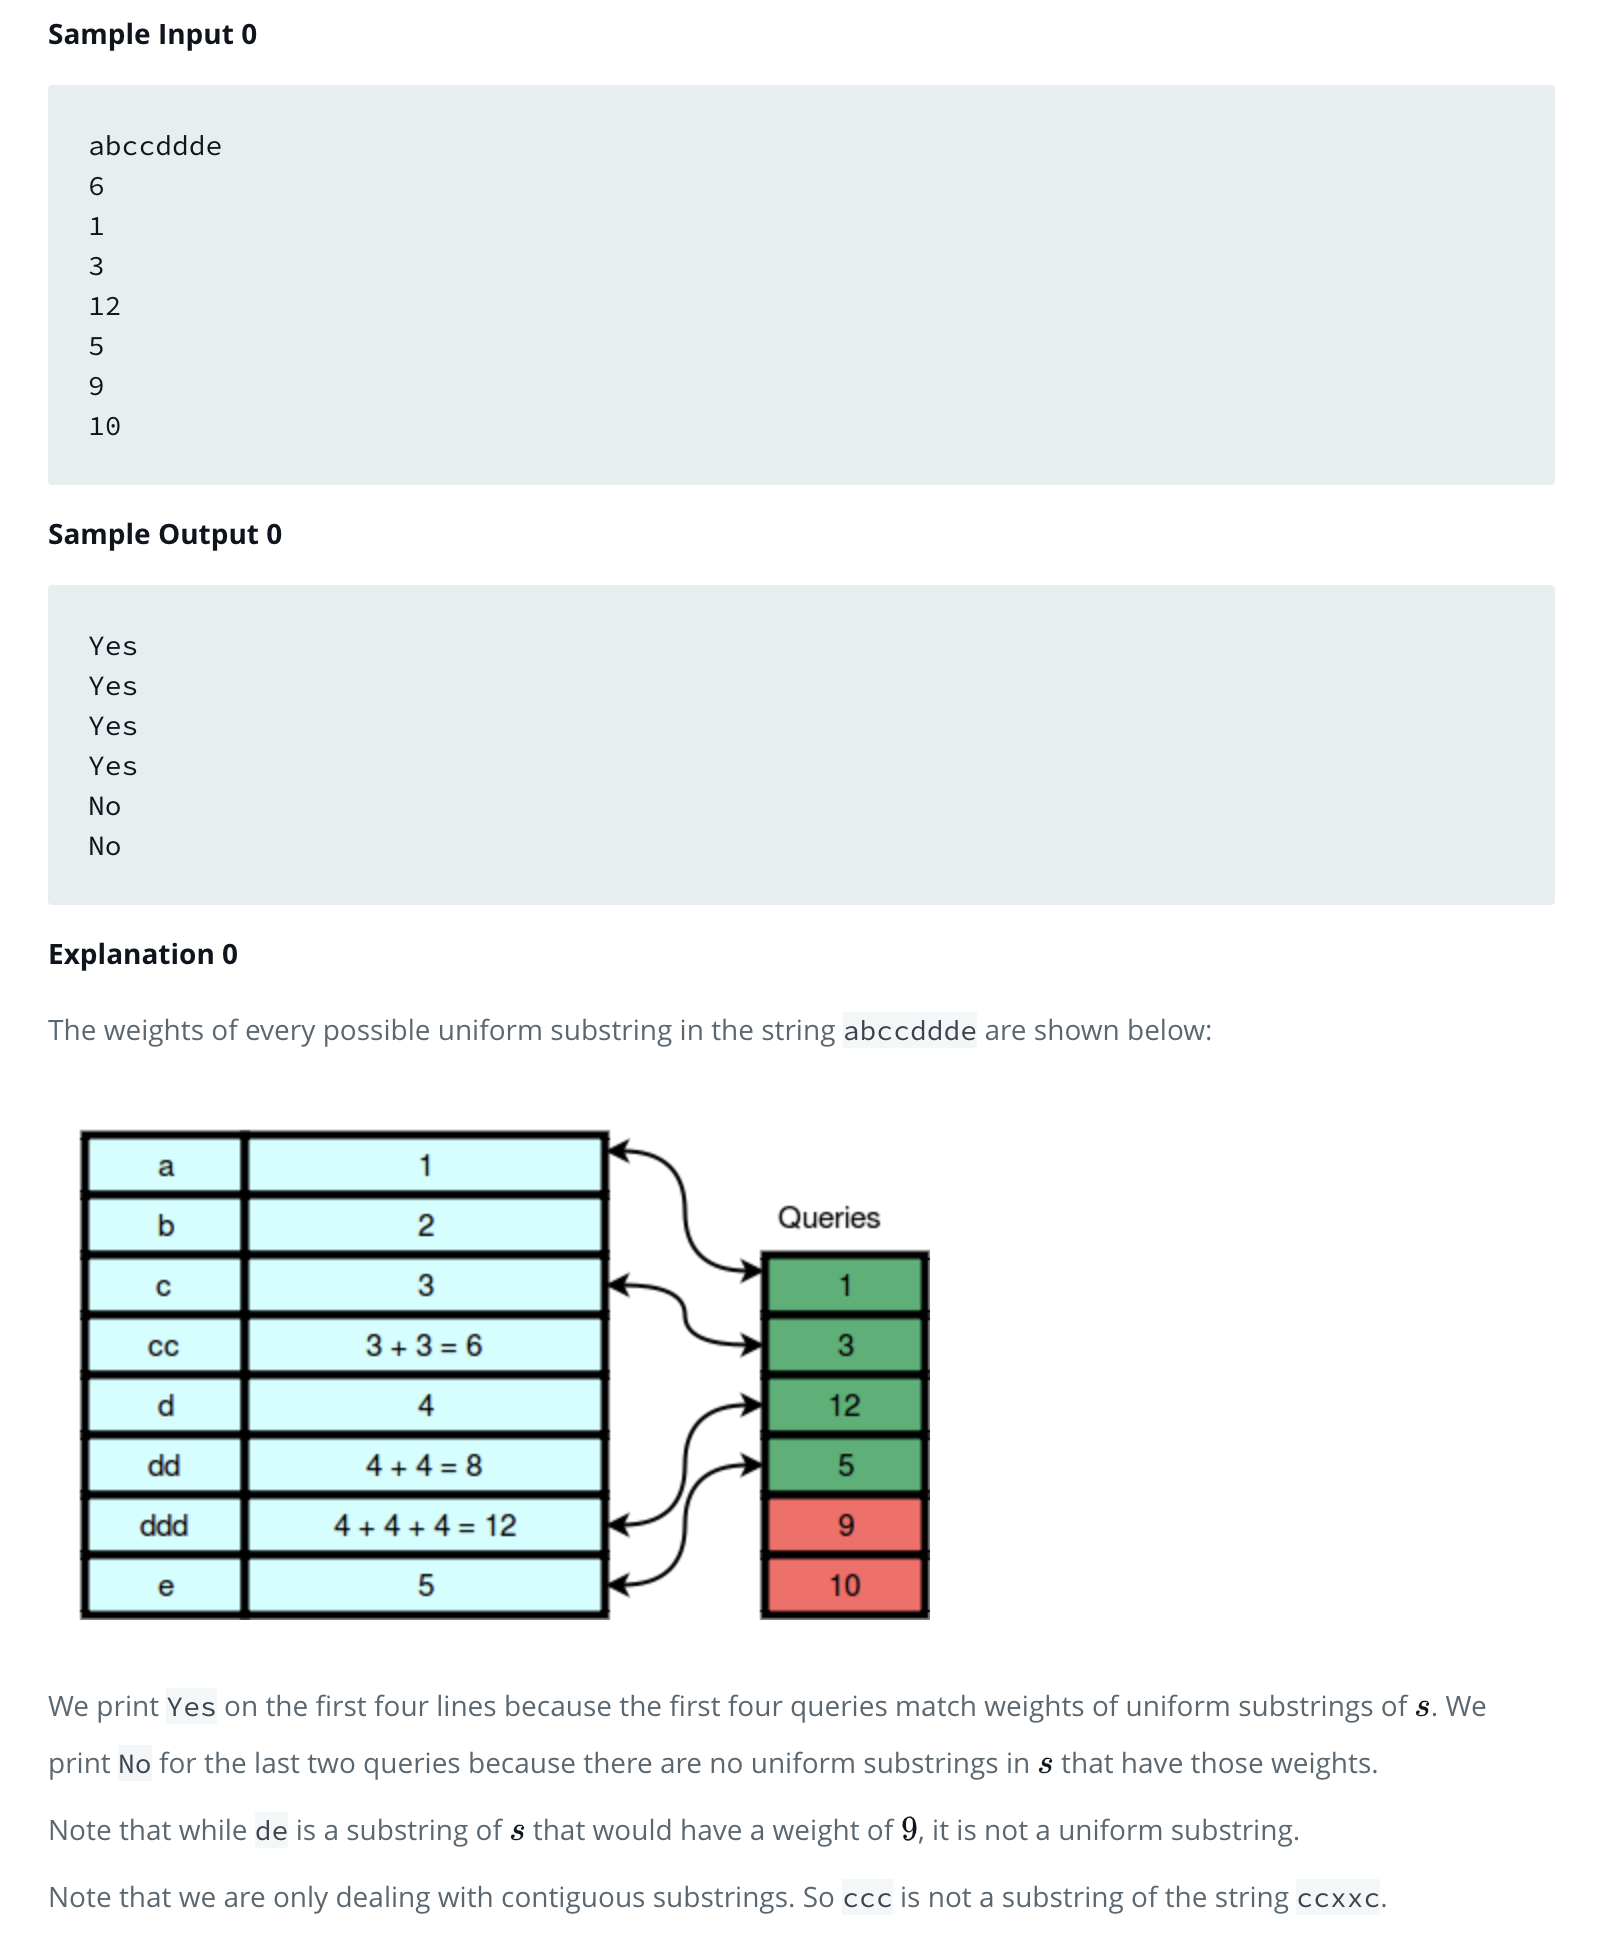 Sample Input 0
abccddde
6
1
3
12
5
9
10
Sample Output 0
Yes
Yes
Yes
Yes
No
No
Explanation 0
The weights of every possible uniform substring in the string abccddde are shown below:
a 1
b 2
Queries
c 3 1
cc 3 + 3 = 6 3
d 4 12
dd 4 + 4 = 8 5
ddd 4 + 4 + 4 = 12 9
e 5 10
We print Yes on the first four lines because the first four queries match weights of uniform substrings of s. We
print No for the last two queries because there are no uniform substrings in s that have those weights.
Note that while de is a substring of s that would have a weight of 9, it is not a uniform substring.
Note that we are only dealing with contiguous substrings. So ccc is not a substring of the string ccxxc.